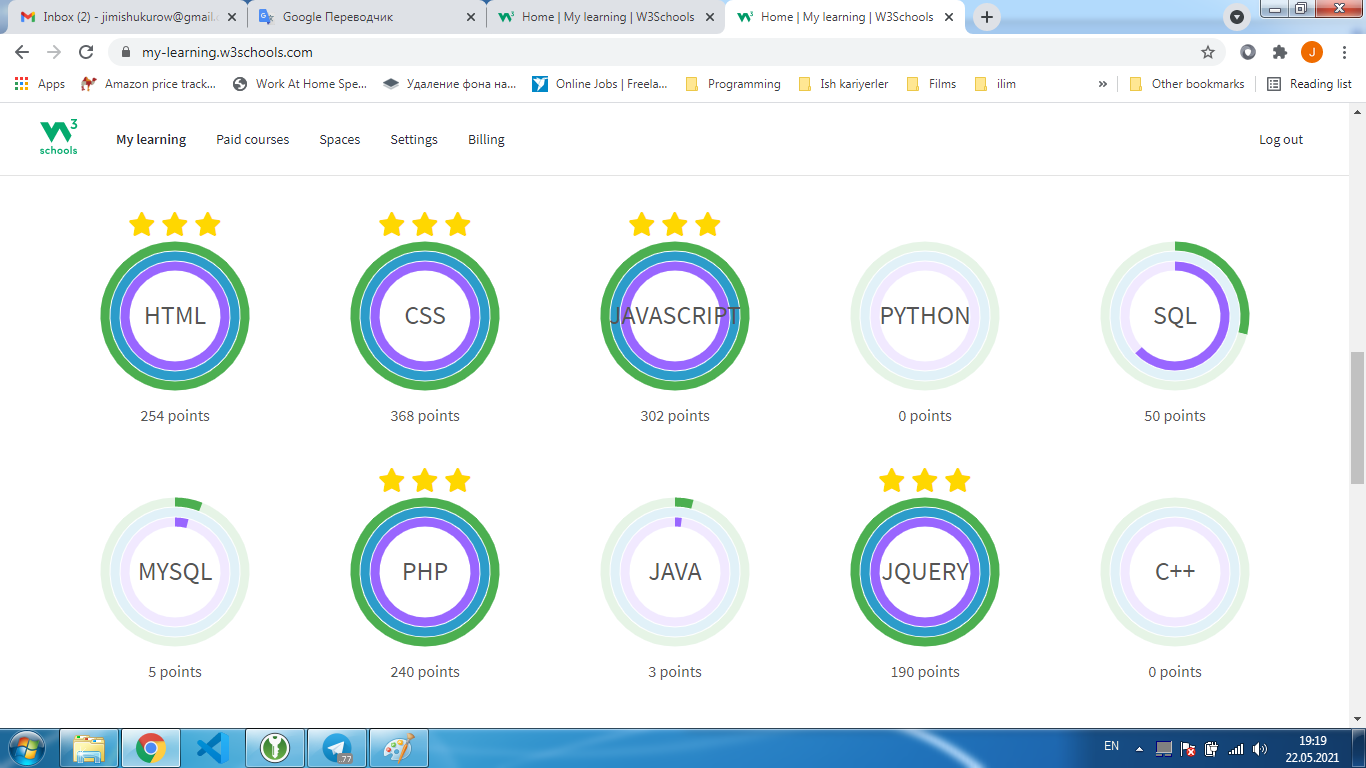 Inbox (2) - jimishukurow@gmail.c
Google Переводчик
Home | My learning | W3Schools
Home | My learning | W3Schools
my-learning.w3schools.com
J
Apps
Amazon price track...
Work At Home Spe...
Удаление фона на...
Online Jobs | Freela...
Programming
Ish kariyerler
Films
ilim
»
Other bookmarks
Reading list
W3
schools
My learning
Paid courses
Spaces
Settings
Billing
Log out
HTML
CSS
JAVASCRIPT
PYTHON
SQL
254 points
368 points
302 points
0 points
50 points
MYSQL
PHP
JAVA
JQUERY
C++
5 points
240 points
3 points
190 points
0 points
..77
EN
19:19
22.05.2021